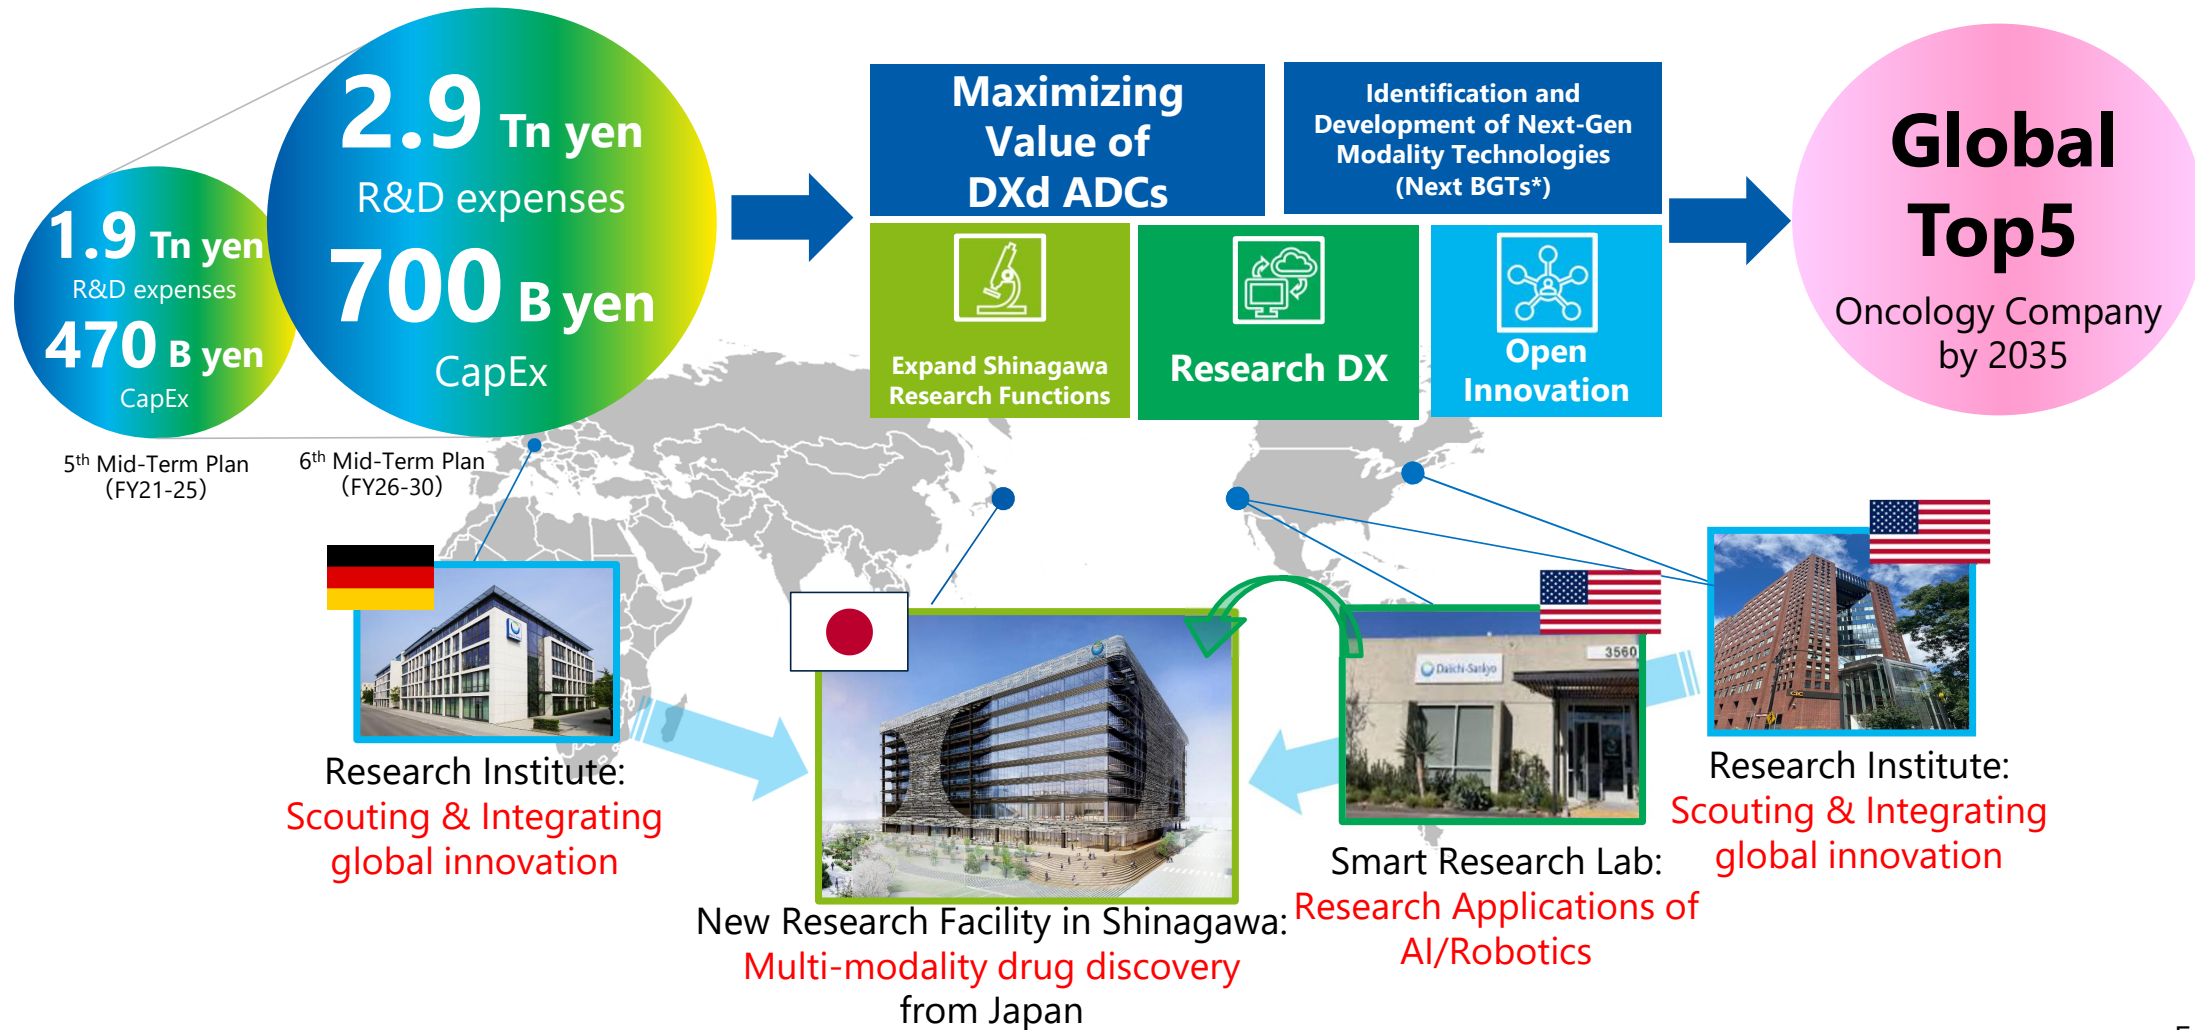 1.9 Tn yen
R&D expenses
470 B yen
CapEx
5th Mid-Term Plan
(FY21-25)
2.9 Tn yen
R&D expenses
700 B yen
CapEx
6th Mid-Term Plan
(FY26-30)
Maximizing
Value of
DXd ADCs
Identification and
Development of Next-Gen
Modality Technologies
(Next BGTs*)
Expand Shinagawa
Research Functions
Research DX
Open
Innovation
Global
Top5
Oncology Company
by 2035
Research Institute:
Scouting & Integrating
global innovation
New Research Facility in Shinagawa:
Multi-modality drug discovery
from Japan
3560
Daiichi-Sankyo
Smart Research Lab:
Research Applications of
AI/Robotics
CIC
Research Institute:
Scouting & Integrating
global innovation